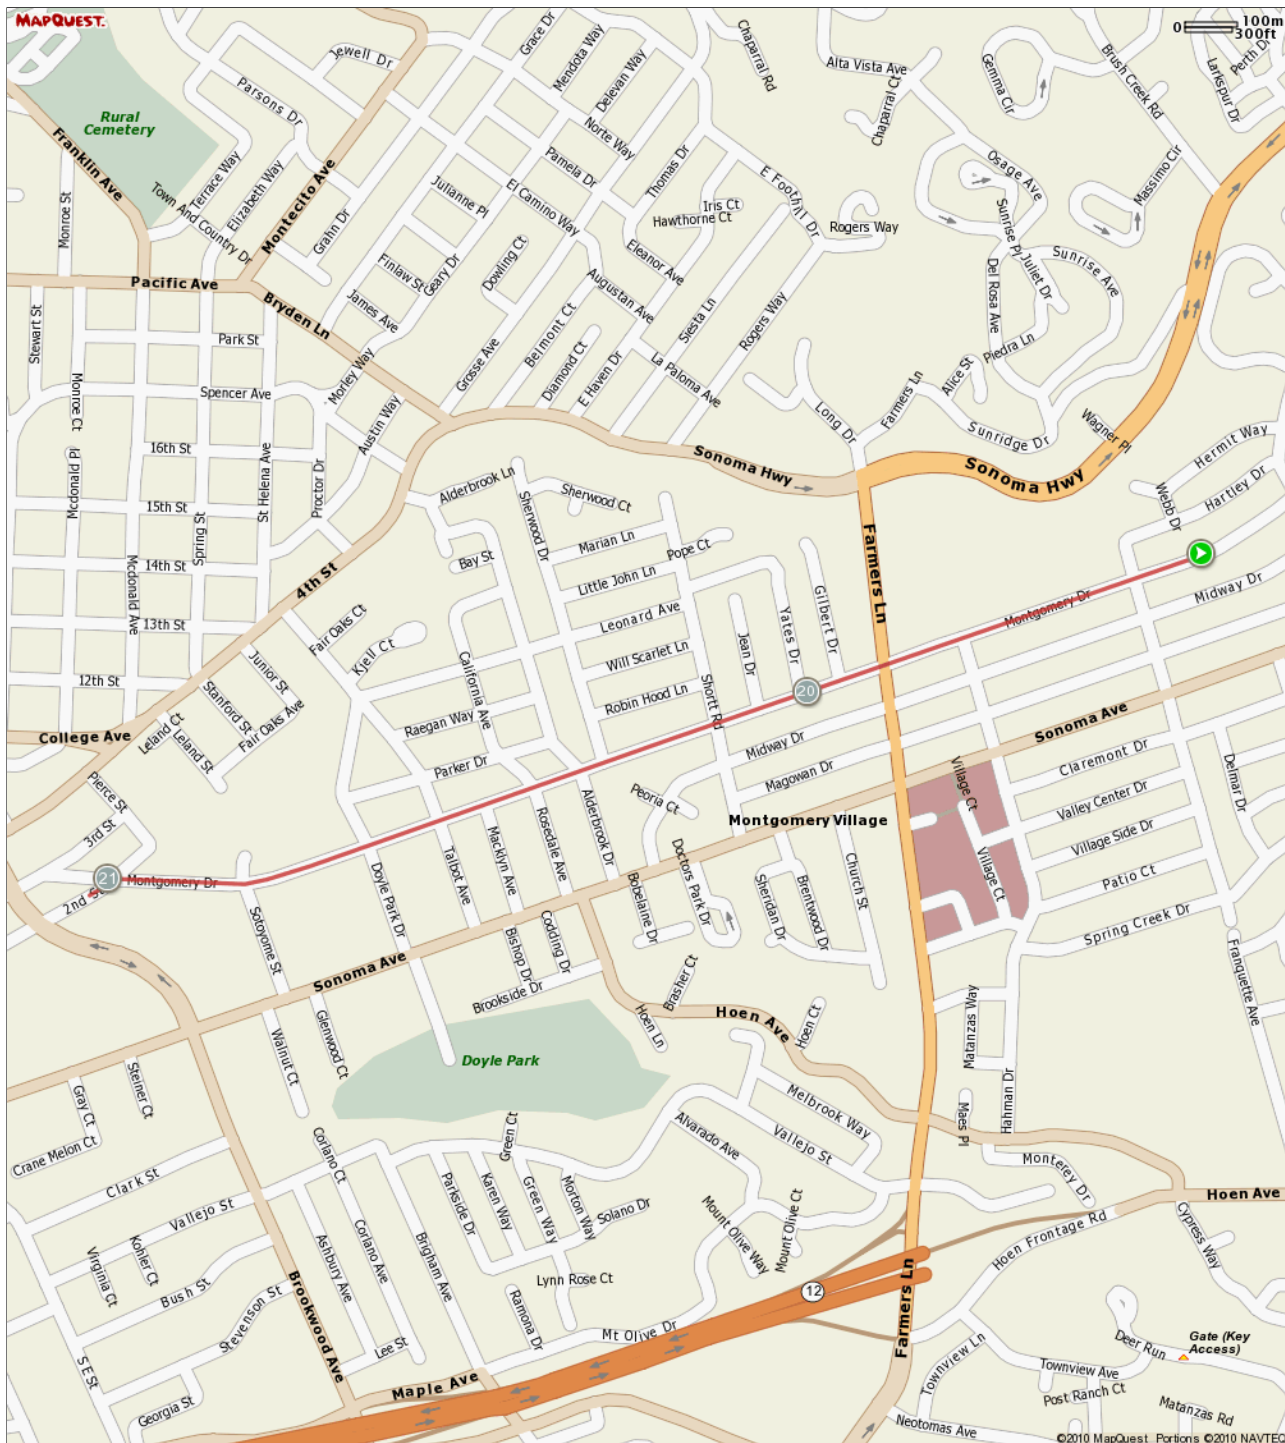 MAPQUEST.
0 100m
300ft
Grace Dr
Mendota Way
Delevan Way
Chaparral Rd
Alta Vista Ave
Chaparral Ct
Gemma Cir
Brush Creek Rd
Larkspur Dr
Perth Dr
Jewell Dr
Parsons Dr
Rural
Cemetery
Franklin Ave
Monroe St
Terrace Way
Elizabeth Way
Town And Country Dr
Montecito Ave
Grahn Dr
Julianne Pl
El Camino Way
Pamela Dr
Norte Way
Thomas Dr
Iris Ct
Hawthorne Ct
E Foothill Dr
Rogers Way
Osage Ave
Massimo Cir
Sunrise Pl
Juliet Dr
Sunrise Ave
Del Rosa Ave
Piedra Ln
Finlaw St
Geary Dr
Dowling Ct
Eleanor Ave
Augustan Ave
Pacific Ave
Bryden Ln
James Ave
Stewart St
Park St
Morley Way
Grosse Ave
Belmont Ct
Diamond Ct
E Haven Dr
Siesta Ln
Rogers Way
La Paloma Ave
Long Dr
Farmers Ln
Alice St
Sunridge Dr
Wagner Pl
Monroe Ct
Spencer Ave
Austin Way
16th St
Mcdonald Pl
St Helena Ave
Proctor Dr
Sonoma Hwy
Sonoma Hwy
Hermit Way
Hartley Dr
Webb Dr
15th St
Spring St
Alderbrook Ln
Sherwood Dr
Sherwood Ct
Marian Ln
Pope Ct
Bay St
Little John Ln
14th St
4th St
Mcdonald Ave
13th St
Fair Oaks Ct
Kjell Ct
Leonard Ave
Will Scarlet Ln
Robin Hood Ln
Jean Dr
Yates Dr
Gilbert Dr
Farmers Ln
Montgomery Dr
Midway Dr
12th St
Junior St
Stanford St
Fair Oaks Ave
California Ave
Raegan Way
Shortt Rd
20
College Ave
Leland Ct
Leland St
Parker Dr
Midway Dr
Magowan Dr
Sonoma Ave
Claremont Dr
Delmar Dr
Village Ct
Pierce St
3rd St
Peoria Ct
Alderbrook Dr
Montgomery Village
Valley Center Dr
Village Side Dr
Village Ct
Patio Ct
Spring Creek Dr
21
2nd St
Montgomery Dr
Doyle Park Dr
Talbot Ave
Macklyn Ave
Rosedale Ave
Doctors Park Dr
Bobelaine Dr
Sheridan Dr
Brentwood Dr
Church St
Sotoyome St
Sonoma Ave
Bishop Dr
Codding Dr
Brookside Dr
Brasher Ct
Hoen Ln
Hoen Ave
Hoen Ct
Matanzas Way
Franquette Ave
Walnut Ct
Glenwood Ct
Doyle Park
Steiner Ct
Gray Ct
Crane Melon Ct
Melbrook Way
Vallejo St
Maes Pl
Hahman Dr
Monterey Dr
Hoen Ave
Clark St
Vallejo St
Corlano Ct
Green Ct
Alvarado Ave
Parkside Dr
Karen Way
Green Way
Morton Way
Solano Dr
Mount Olive Way
Mount Olive Ct
Hoen Frontage Rd
Cypress Way
Virginia Ct
Kohler Ct
Bush St
Stevenson St
Ashbury Ave
Corlano Ave
Brigham Ave
Lynn Rose Ct
12
Farmers Ln
Brookwood Ave
Ramona Dr
Mt Olive Dr
Lee St
Maple Ave
S E St
Georgia St
Townview Ln
Townview Ave
Post Ranch Ct
Deer Run
Gate (Key
Access)
Matanzas Rd
Neotomas Ave
©2010 MapQuest Portions ©2010 NAVTEQ